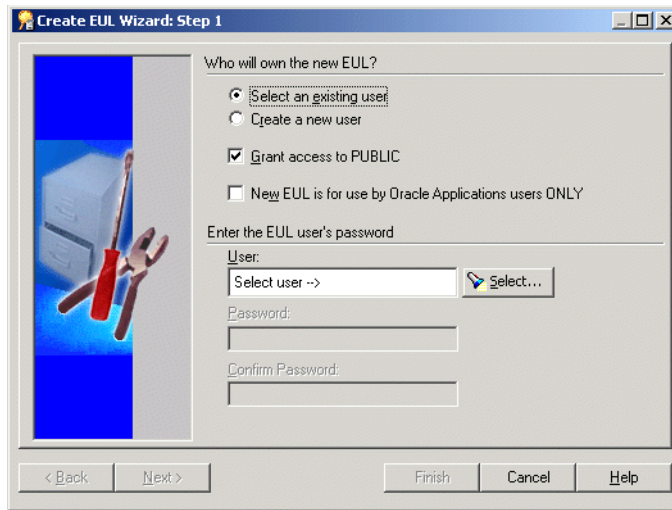 Create EUL Wizard: Step 1
Who will own the new EUL?
Select an existing user
Create a new user
Grant access to PUBLIC
New EUL is for use by Oracle Applications users ONLY
Enter the EUL user's password
User:
Select user -->
Select...
Password:
Confirm Password:
< Back Next > Finish Cancel Help